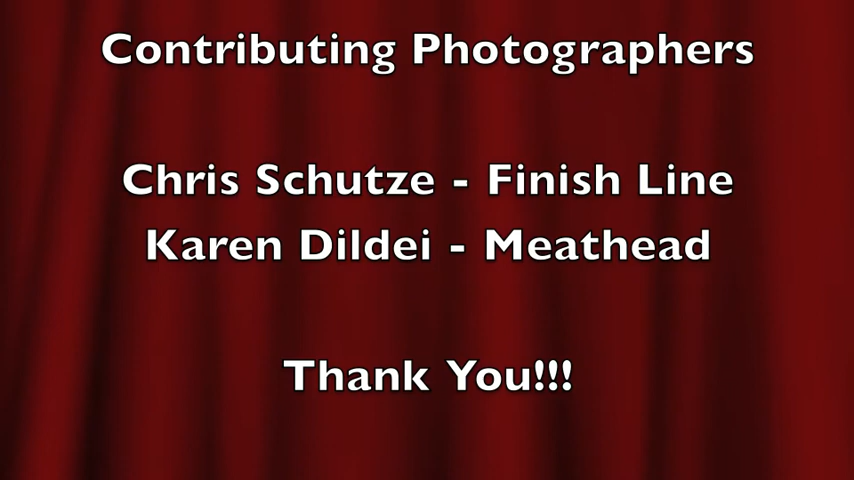 Contributing Photographers
Chris Schutze - Finish Line
Karen Dildei - Meathead
Thank You!!!